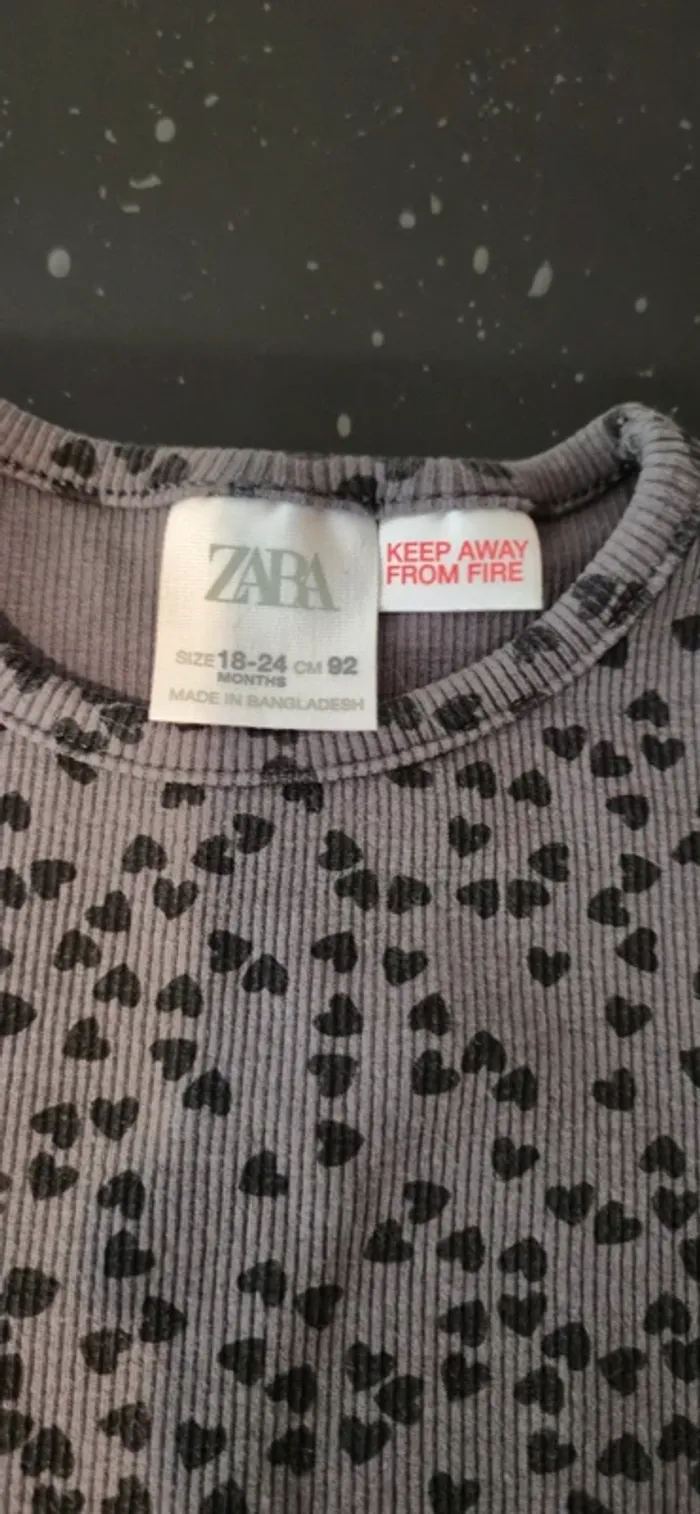 ZARA
SIZE 18-24 CM 92
MONTHS
MADE IN BANGLADESH
KEEP AWAY
FROM FIRE